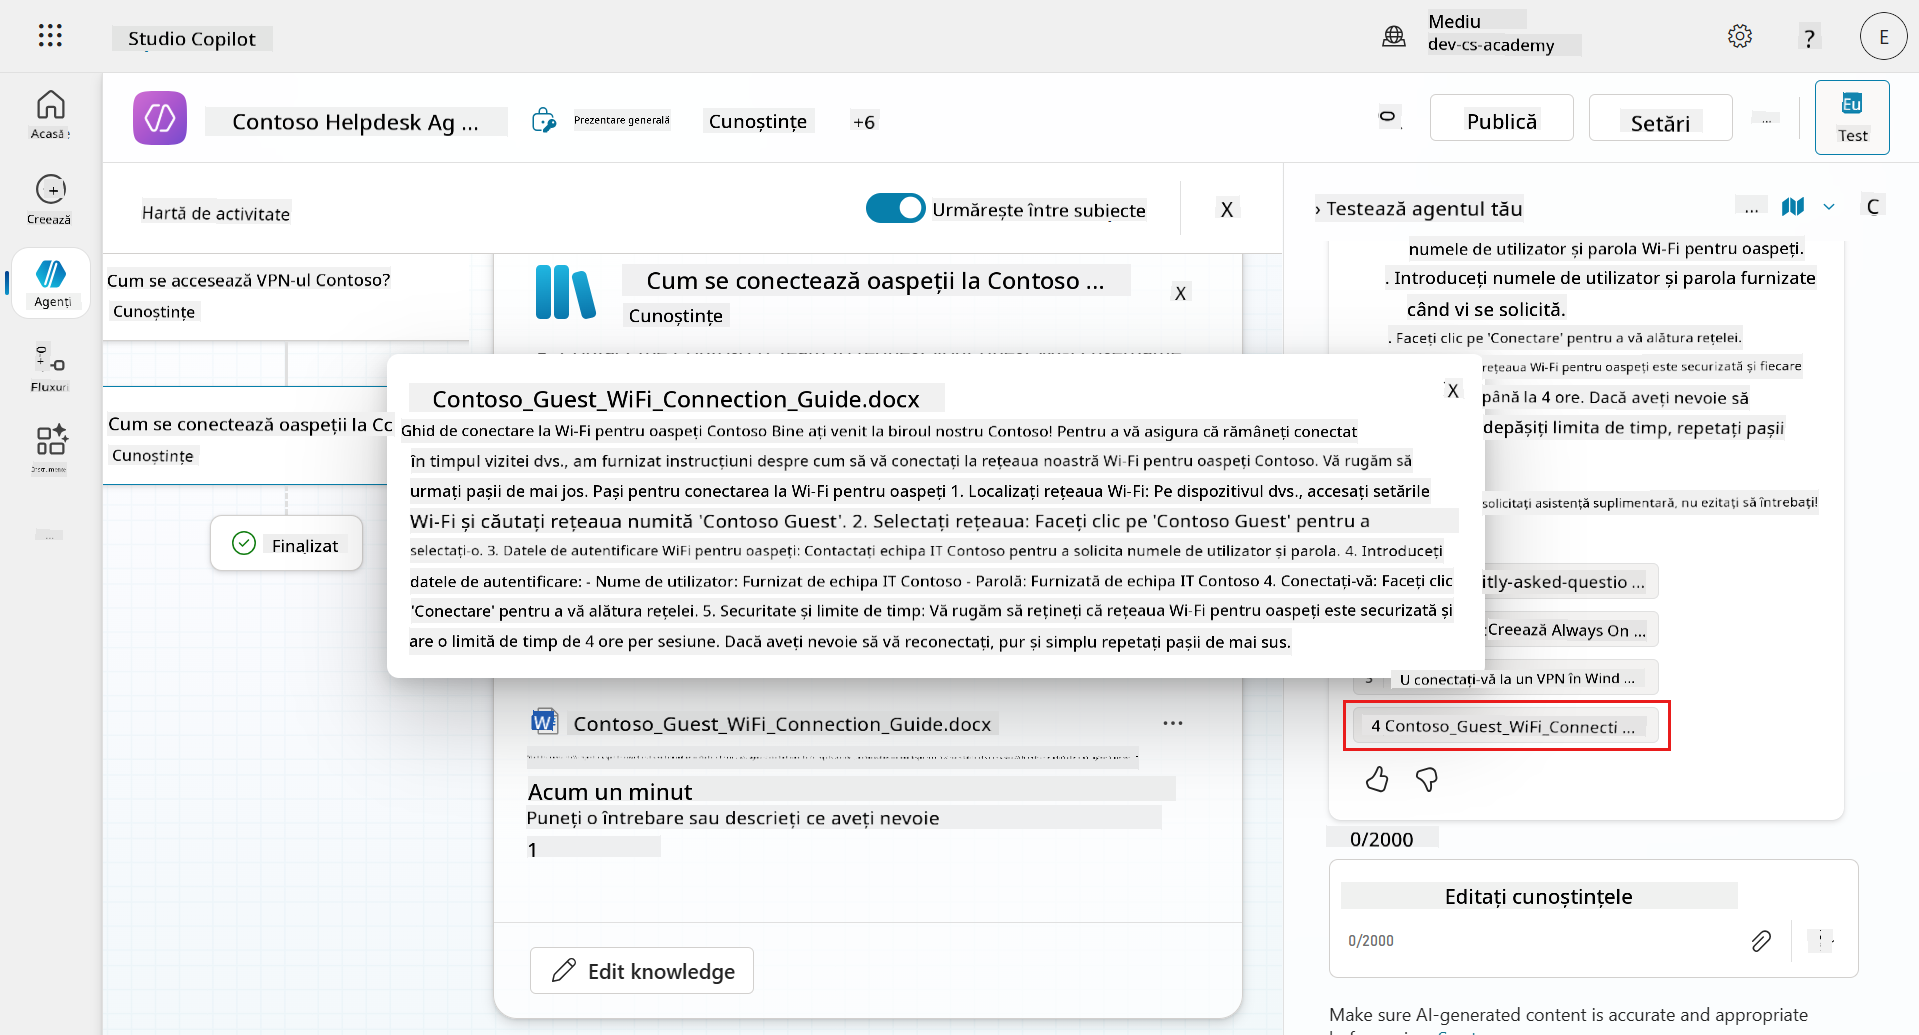 Studio Copilot
Mediu
dev-cs-academy
?
E
Acasă
Creează
Agenți
Fluxuri
...
Contoso Helpdesk Ag ...
Prezentare generală
Cunoștințe
+6
Publică
Setări
...
Eu
Test
Hartă de activitate
Urmărește între subiecte
X
Cum se accesează VPN-ul Contoso?
Cunoștințe
Cum se conectează oaspeții la Cc
Cunoștințe
Finalizat
Cum se conectează oaspeții la Contoso ...
Cunoștințe
X
Contoso_Guest_WiFi_Connection_Guide.docx
X
Ghid de conectare la Wi-Fi pentru oaspeți Contoso Bine ați venit la biroul nostru Contoso! Pentru a vă asigura că rămâneți conectat
în timpul vizitei dvs., am furnizat instrucțiuni despre cum să vă conectați la rețeaua noastră Wi-Fi pentru oaspeți Contoso. Vă rugăm să
urmați pașii de mai jos. Pași pentru conectarea la Wi-Fi pentru oaspeți 1. Localizați rețeaua Wi-Fi: Pe dispozitivul dvs., accesați setările
Wi-Fi și căutați rețeaua numită 'Contoso Guest'. 2. Selectați rețeaua: Faceți clic pe 'Contoso Guest' pentru a
selectați-o. 3. Datele de autentificare WiFi pentru oaspeți: Contactați echipa IT Contoso pentru a solicita numele de utilizator și parola. 4. Introduceți
datele de autentificare: - Nume de utilizator: Furnizat de echipa IT Contoso - Parolă: Furnizată de echipa IT Contoso 4. Conectați-vă: Faceți clic
'Conectare' pentru a vă alătura rețelei. 5. Securitate și limite de timp: Vă rugăm să rețineți că rețeaua Wi-Fi pentru oaspeți este securizată și
are o limită de timp de 4 ore per sesiune. Dacă aveți nevoie să vă reconectați, pur și simplu repetați pașii de mai sus.
Contoso_Guest_WiFi_Connection_Guide.docx
...
Acum un minut
Puneți o întrebare sau descrieți ce aveți nevoie
1
Edit knowledge
› Testează agentul tău
...
C
numele de utilizator și parola Wi-Fi pentru oaspeți.
. Introduceți numele de utilizator și parola furnizate
când vi se solicită.
. Faceți clic pe 'Conectare' pentru a vă alătura rețelei.
rețeaua Wi-Fi pentru oaspeți este securizată și fiecare
până la 4 ore. Dacă aveți nevoie să
depășiți limita de timp, repetați pașii
solicitați asistență suplimentară, nu ezitați să întrebați!
itly-asked-questio ...
Creează Always On ...
U conectați-vă la un VPN în Wind ...
4 Contoso_Guest_WiFi_Connecti ...
0/2000
Editați cunoștințele
0/2000
Make sure AI-generated content is accurate and appropriate